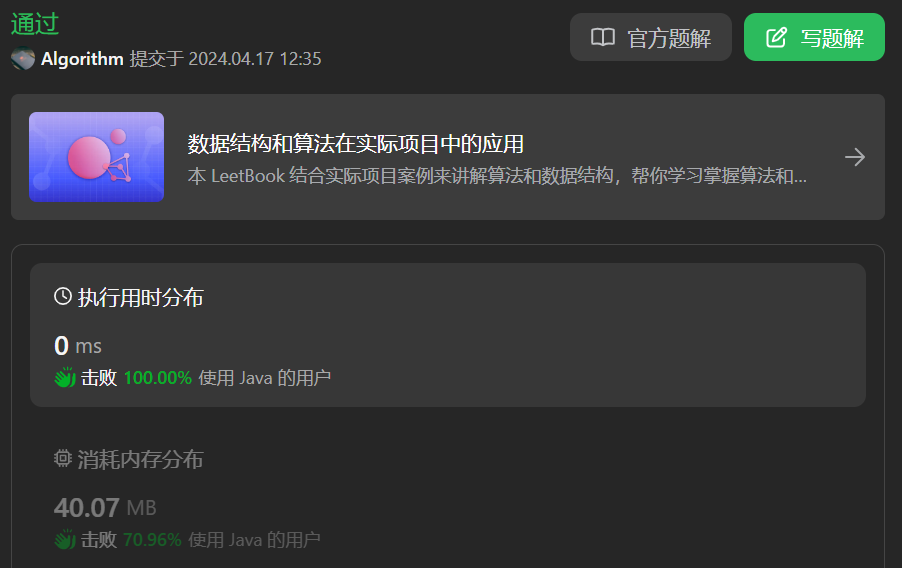 通过
官方题解
写题解
Algorithm 提交于 2024.04.17 12:35
数据结构和算法在实际项目中的应用
本 LeetBook 结合实际项目案例来讲解算法和数据结构，帮你学习掌握算法和...
执行用时分布
0 ms
击败 100.00% 使用 Java 的用户
消耗内存分布
40.07 MB
击败 70.96% 使用 Java 的用户